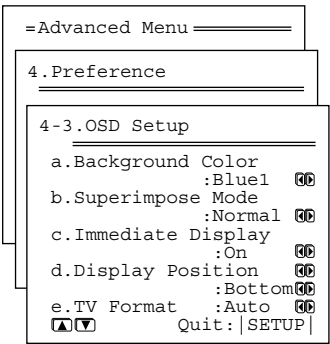 =Advanced Menu
4.Preference
4-3.OSD Setup
a.Background Color
:Blue1
b.Superimpose Mode
:Normal
c.Immediate Display
:On
d.Display Position
:Bottom
e.TV Format :Auto
Quit:|SETUP|